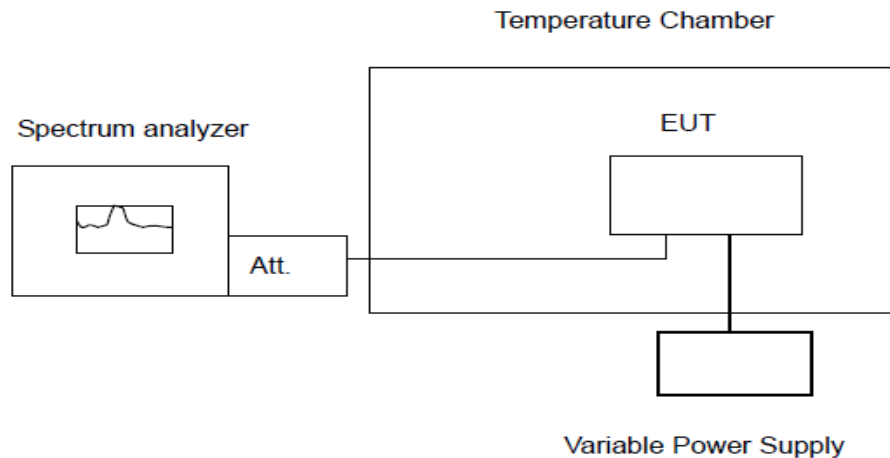 Temperature Chamber
Spectrum analyzer
EUT
Att.
Variable Power Supply